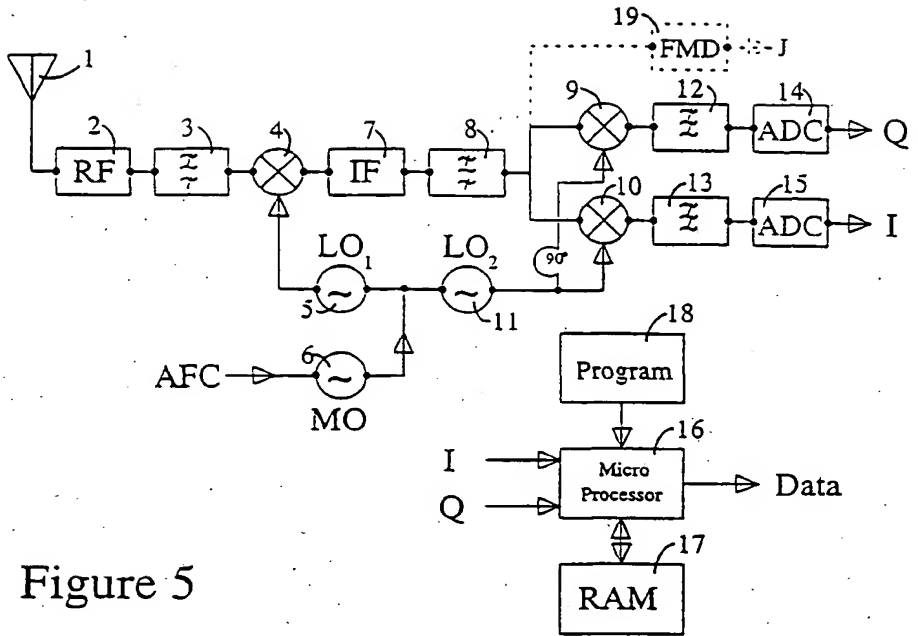 19
FMD
J
1
2
RF
3
4
7
IF
8
9
12
14
ADC
Q
10
13
15
ADC
I
LO1
5
LO2
11
90°
AFC
6
MO
18
Program
I
Q
16
Micro
Processor
Data
17
RAM
Figure 5